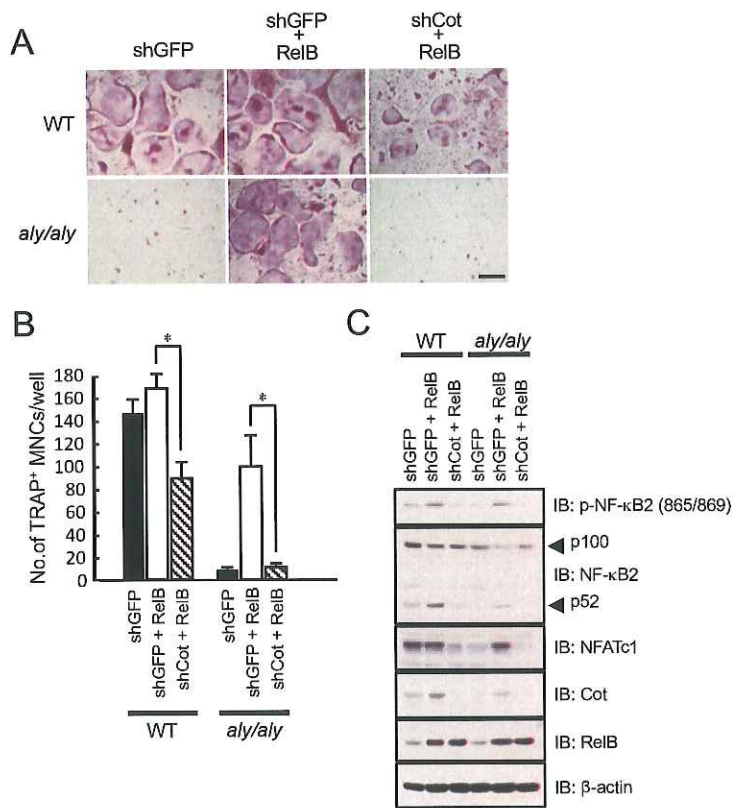 A
shGFP
shGFP
+
RelB
shCot
+
RelB
WT
aly/aly
B
No.of TRAP⁺ MNCs/well
180
160
140
120
100
80
60
40
20
0
*
*
shGFP
shGFP + RelB
shCot + RelB
shGFP
shGFP + RelB
shCot + RelB
WT
aly/aly
C
WT
aly/aly
shGFP
shGFP + RelB
shCot + RelB
shGFP
shGFP + RelB
shCot + RelB
IB: p-NF-κB2 (865/869)
p100
IB: NF-κB2
p52
IB: NFATc1
IB: Cot
IB: RelB
IB: β-actin